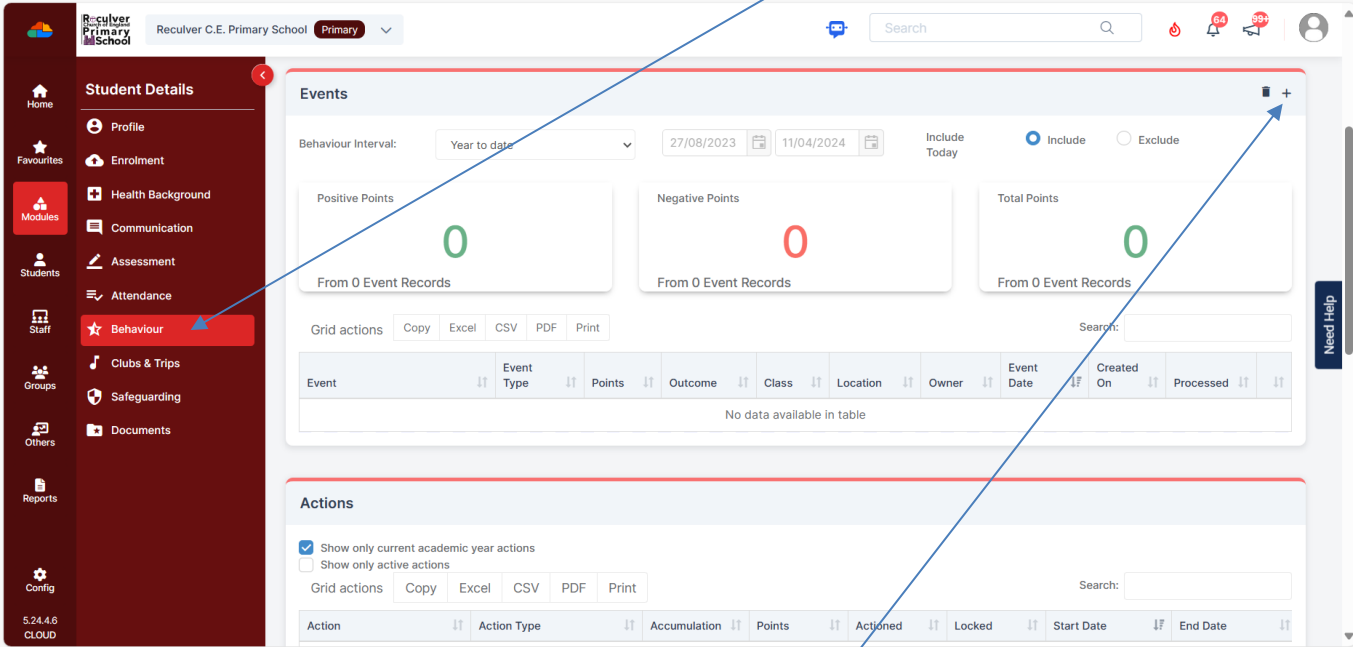 Reculver
Church of England
Primary
School
Reculver C.E. Primary School Primary
Search
64
99+
Home
Favourites
Modules
Students
Staff
Groups
Others
Reports
Config
5.24.4.6
CLOUD
Student Details
Profile
Enrolment
Health Background
Communication
Assessment
Attendance
Behaviour
Clubs & Trips
Safeguarding
Documents
Events
Behaviour Interval: Year to date 27/08/2023 11/04/2024 Include Today Include Exclude
Positive Points Negative Points Total Points
0 0 0
From 0 Event Records From 0 Event Records From 0 Event Records
Grid actions Copy Excel CSV PDF Print Search:
Event Event Type Points Outcome Class Location Owner Event Date Created On Processed
No data available in table
Actions
Show only current academic year actions
Show only active actions
Grid actions Copy Excel CSV PDF Print Search:
Action Action Type Accumulation Points Actioned Locked Start Date End Date
Need Help